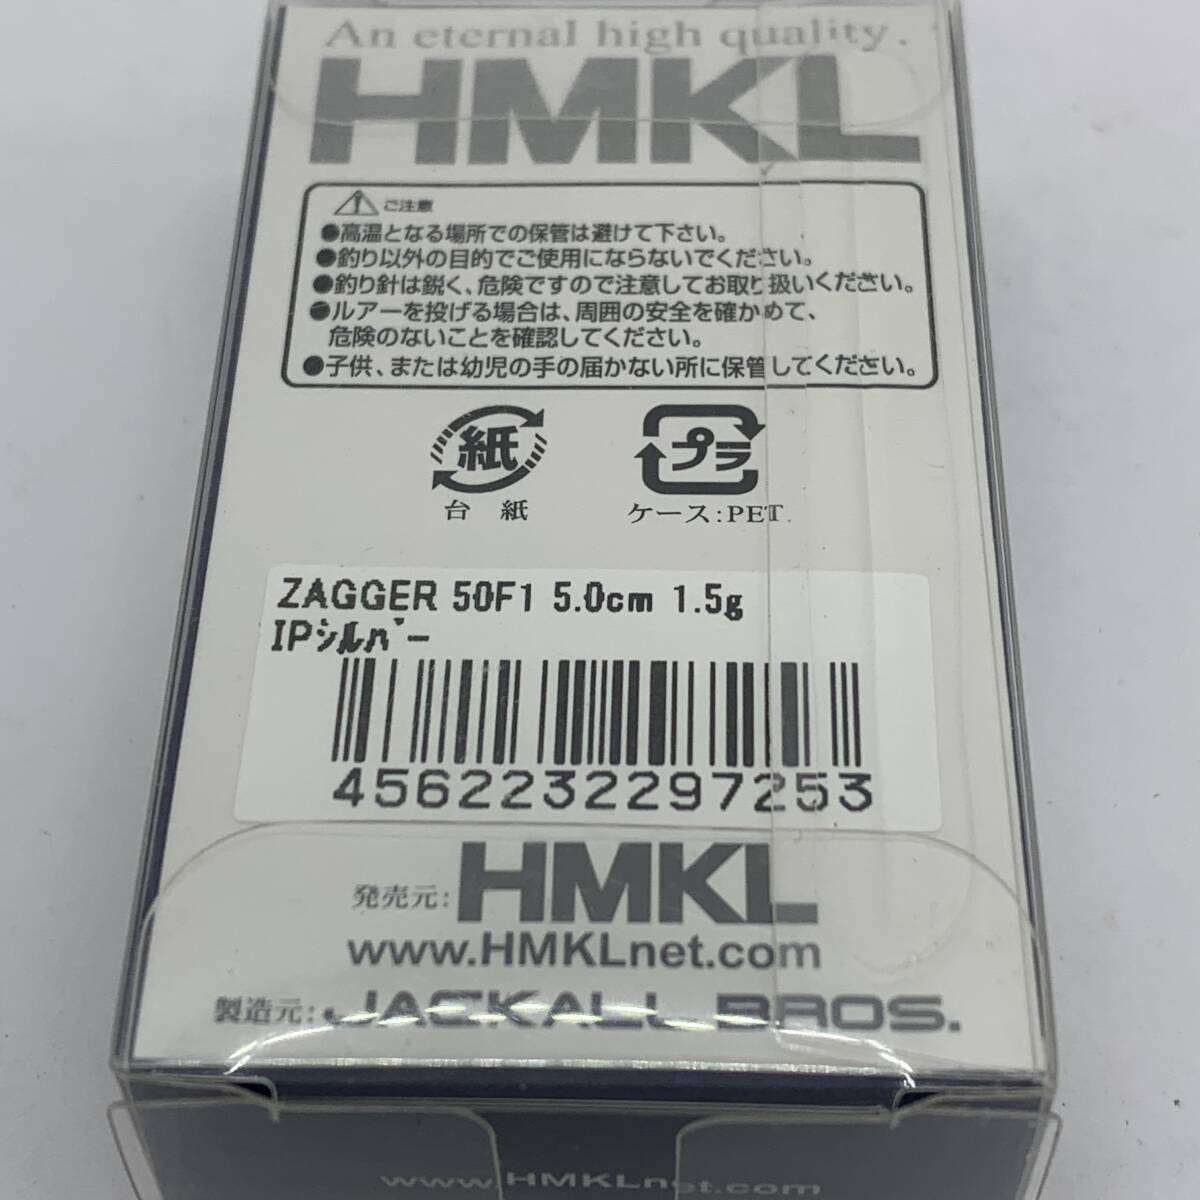 An eternal high quality.
HMKL
ご注意
●高温となる場所での保管は避けて下さい。
●釣り以外の目的でご使用にならないでください。
●釣り針は鋭く、危険ですので注意してお取り扱いください。
●ルアーを投げる場合は、周囲の安全を確かめて、
危険のないことを確認してください。
●子供、または幼児の手の届かない所に保管してください。
紙 プラ
台紙 ケース:PET
ZAGGER 50F1 5.0cm 1.5g
IPシルバー
4562232297253
発売元: HMKL
www.HMKLnet.com
製造元: JACKALL BROS.
www.HMKLnet.com